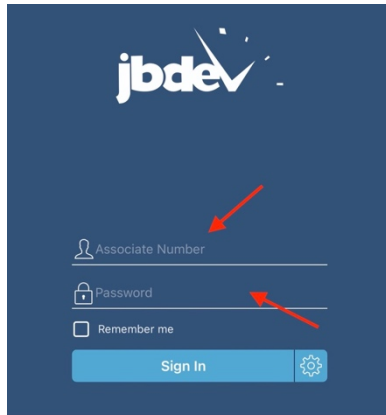 jbdev
Associate Number
Password
Remember me
Sign In